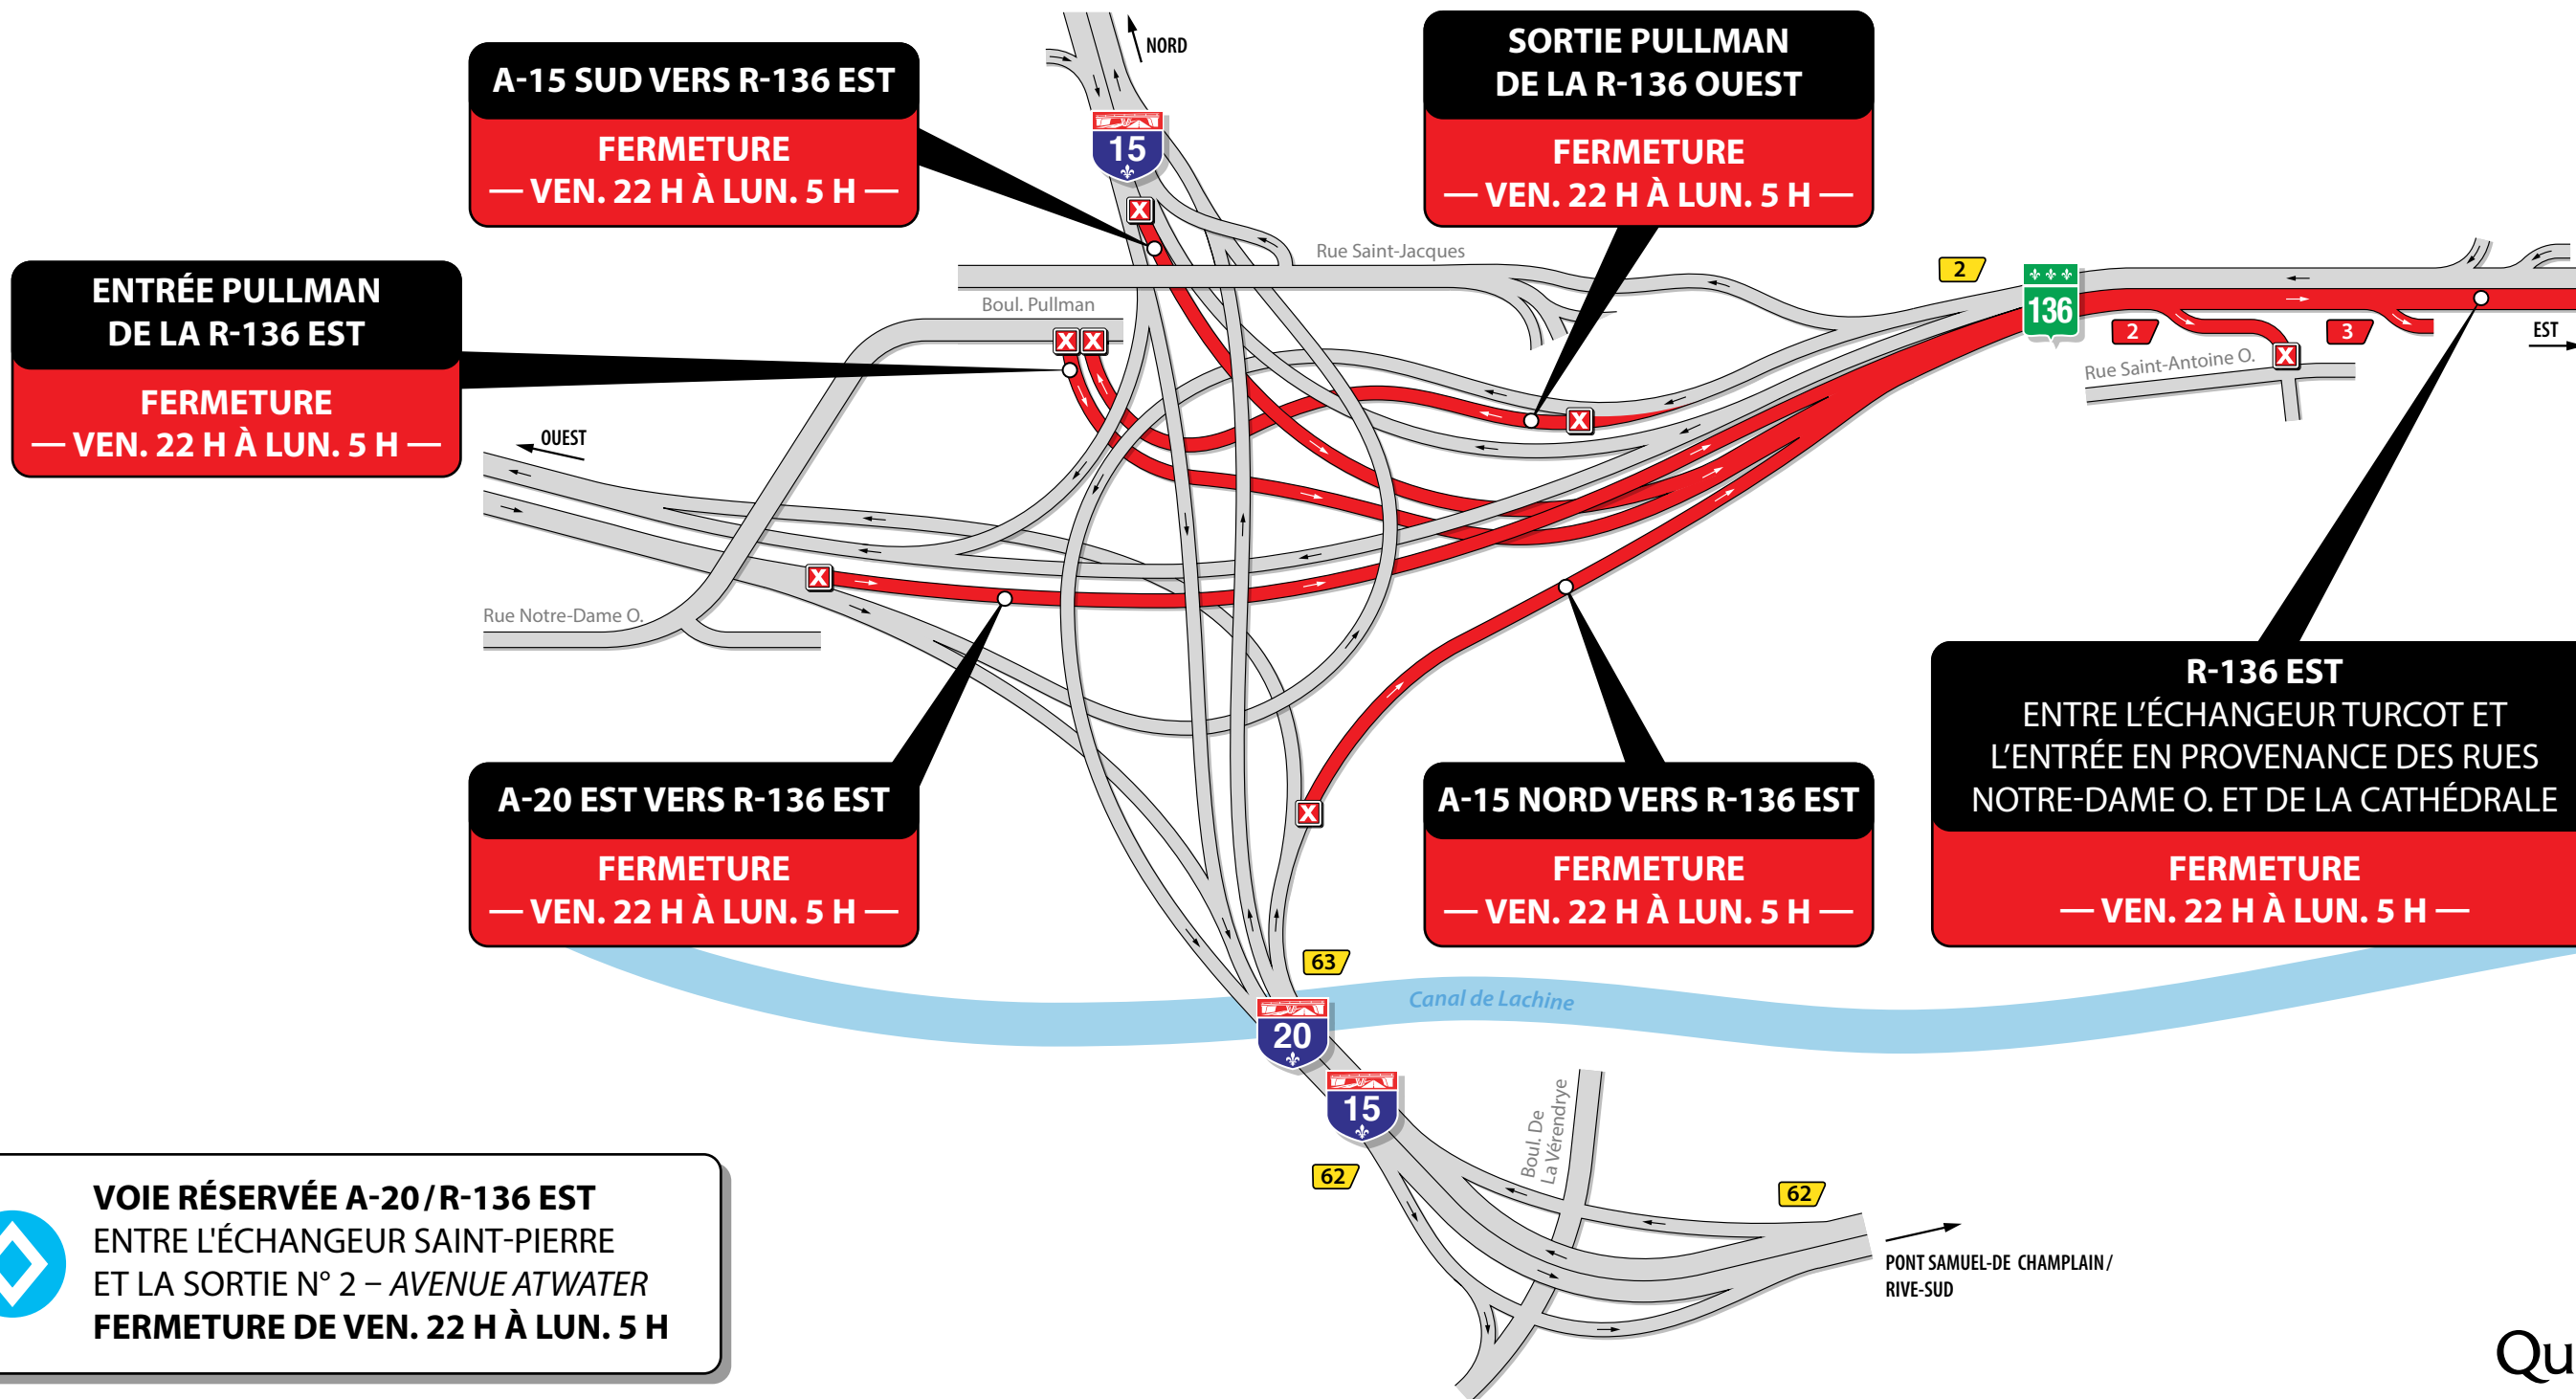 NORD
A-15 SUD VERS R-136 EST
FERMETURE
— VEN. 22 H À LUN. 5 H —
SORTIE PULLMAN
DE LA R-136 OUEST
FERMETURE
— VEN. 22 H À LUN. 5 H —
15
X
Rue Saint-Jacques
2
136
ENTRÉE PULLMAN
DE LA R-136 EST
FERMETURE
— VEN. 22 H À LUN. 5 H —
Boul. Pullman
X X
2
3
EST
Rue Saint-Antoine O.
X
X
OUEST
X
Rue Notre-Dame O.
R-136 EST
ENTRE L'ÉCHANGEUR TURCOT ET
L'ENTRÉE EN PROVENANCE DES RUES
NOTRE-DAME O. ET DE LA CATHÉDRALE
FERMETURE
— VEN. 22 H À LUN. 5 H —
A-20 EST VERS R-136 EST
FERMETURE
— VEN. 22 H À LUN. 5 H —
X
A-15 NORD VERS R-136 EST
FERMETURE
— VEN. 22 H À LUN. 5 H —
63
Canal de Lachine
20
15
Boul. De
La Vérendrye
62
62
PONT SAMUEL-DE CHAMPLAIN/
RIVE-SUD
VOIE RÉSERVÉE A-20/R-136 EST
ENTRE L'ÉCHANGEUR SAINT-PIERRE
ET LA SORTIE N° 2 – AVENUE ATWATER
FERMETURE DE VEN. 22 H À LUN. 5 H
Qu